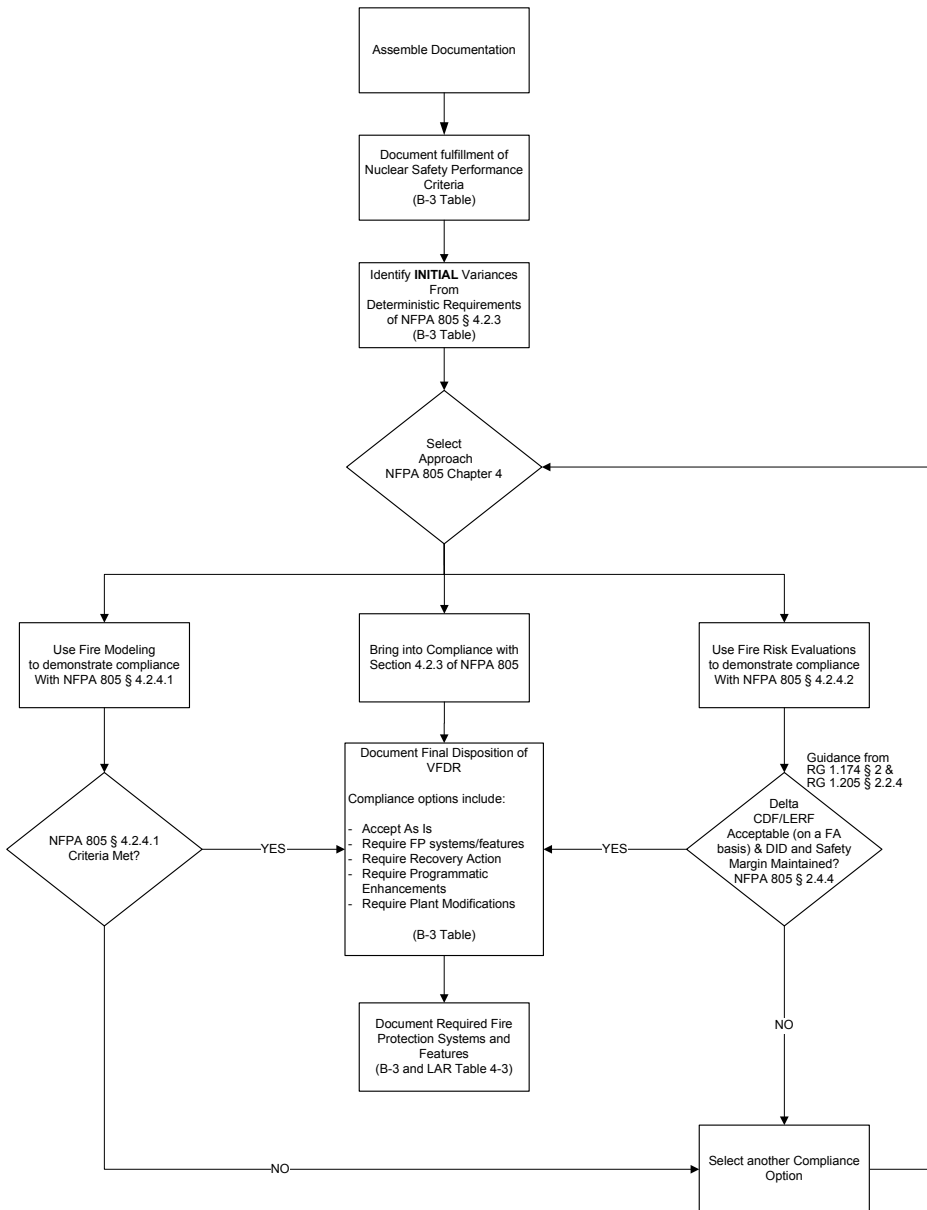 Assemble Documentation
Document fulfillment of
Nuclear Safety Performance
Criteria
(B-3 Table)
Identify INITIAL Variances
From
Deterministic Requirements
of NFPA 805 § 4.2.3
(B-3 Table)
Select
Approach
NFPA 805 Chapter 4
Use Fire Modeling
to demonstrate compliance
With NFPA 805 § 4.2.4.1
Bring into Compliance with
Section 4.2.3 of NFPA 805
Use Fire Risk Evaluations
to demonstrate compliance
With NFPA 805 § 4.2.4.2
Guidance from
RG 1.174 § 2 &
RG 1.205 § 2.2.4
NFPA 805 § 4.2.4.1
Criteria Met?
YES
Document Final Disposition of
VFDR
Compliance options include:
- Accept As Is
- Require FP systems/features
- Require Recovery Action
- Require Programmatic
Enhancements
- Require Plant Modifications
(B-3 Table)
YES
Delta
CDF/LERF
Acceptable (on a FA
basis) & DID and Safety
Margin Maintained?
NFPA 805 § 2.4.4
NO
Document Required Fire
Protection Systems and
Features
(B-3 and LAR Table 4-3)
NO
Select another Compliance
Option